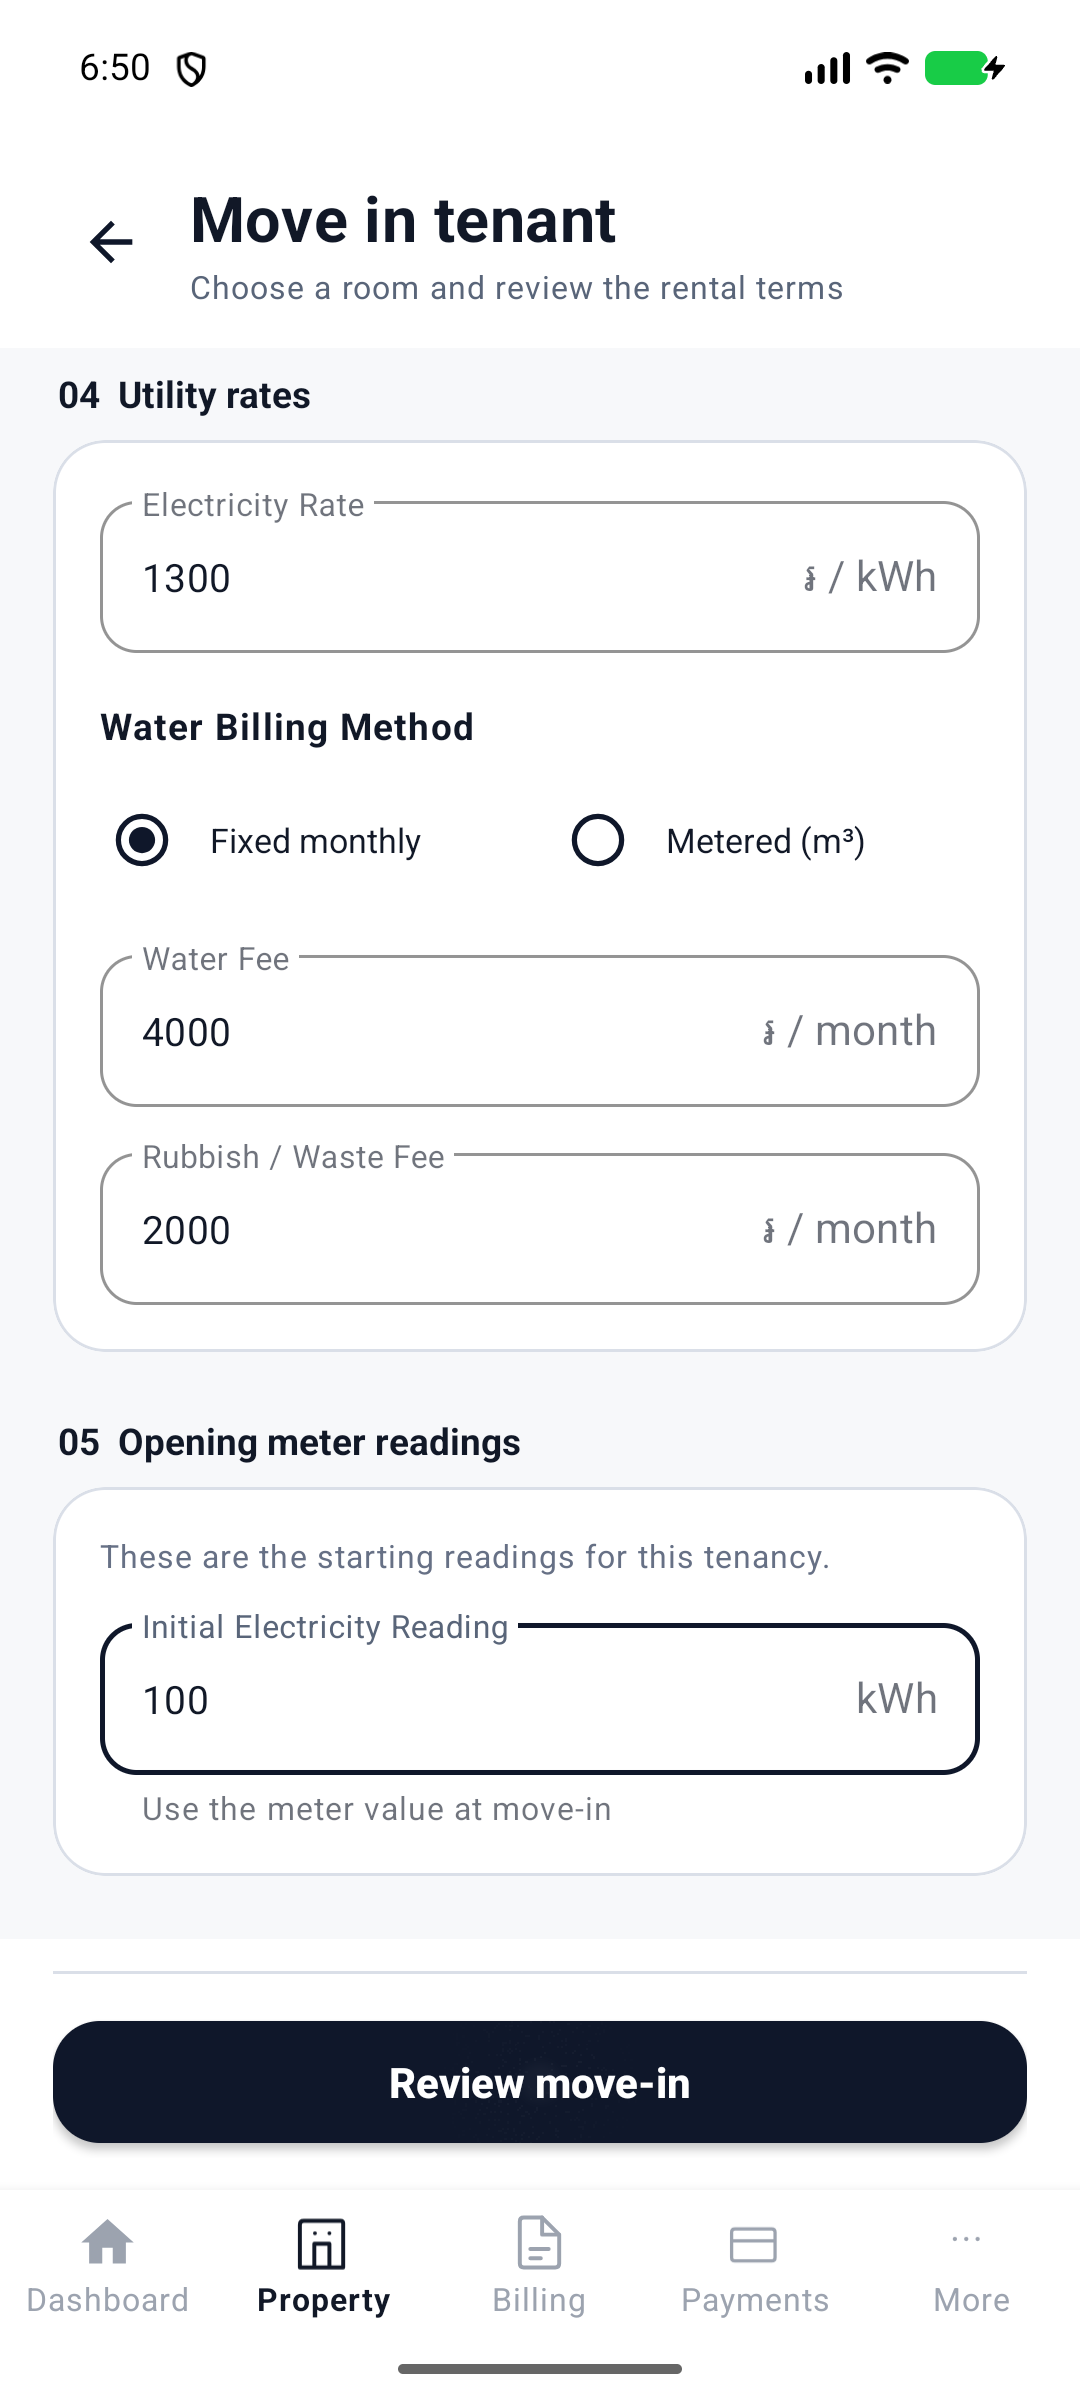 6:50
Move in tenant
Choose a room and review the rental terms
04 Utility rates
Electricity Rate
1300 ៛ / kWh
Water Billing Method
Fixed monthly
Metered (m³)
Water Fee
4000 ៛ / month
Rubbish / Waste Fee
2000 ៛ / month
05 Opening meter readings
These are the starting readings for this tenancy.
Initial Electricity Reading
100 kWh
Use the meter value at move-in
Review move-in
Dashboard
Property
Billing
Payments
More